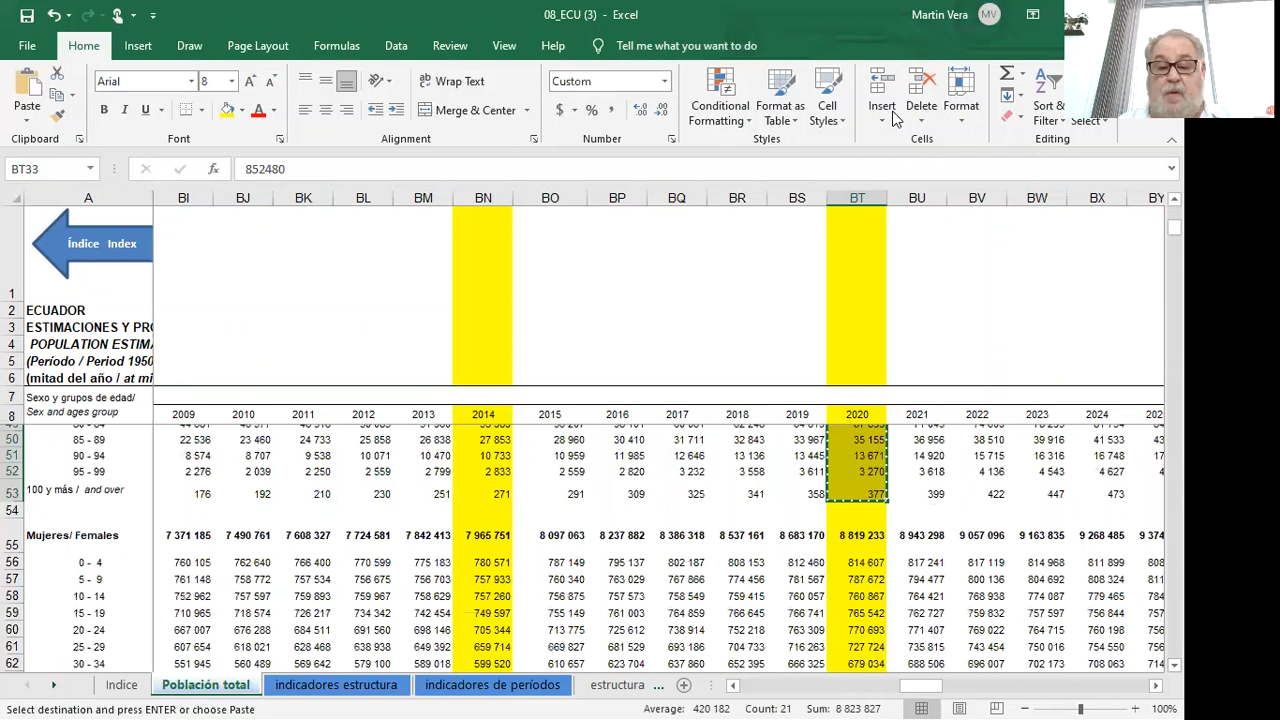 08_ECU (3) - Excel
Martin Vera MV
File Home Insert Draw Page Layout Formulas Data Review View Help Tell me what you want to do
Arial 8 Wrap Text Custom
Paste B I U Merge & Center $ % Conditional Formatting Format as Table Cell Styles Insert Delete Format Sort & Filter Select
Clipboard Font Alignment Number Styles Cells Editing
BT33 fx 852480
A BI BJ BK BL BM BN BO BP BQ BR BS BT BU BV BW BX BY
Índice Index
1
2 ECUADOR
3 ESTIMACIONES Y PRO
4 POPULATION ESTIMA
5 (Período / Period 1950
6 (mitad del año / at mi
7 Sexo y grupos de edad/
8 Sex and ages group 2009 2010 2011 2012 2013 2014 2015 2016 2017 2018 2019 2020 2021 2022 2023 2024
50 85 - 89 22 536 23 460 24 733 25 858 26 838 27 853 28 960 30 410 31 711 32 843 33 967 35 155 36 956 38 510 39 916 41 533
51 90 - 94 8 574 8 707 9 538 10 071 10 470 10 733 10 959 11 985 12 646 13 136 13 445 13 671 14 920 15 715 16 316 16 748
52 95 - 99 2 276 2 039 2 250 2 559 2 799 2 833 2 559 2 820 3 232 3 558 3 611 3 270 3 618 4 136 4 543 4 627
53 100 y más / and over 176 192 210 230 251 271 291 309 325 341 358 377 399 422 447 473
54
55 Mujeres/ Females 7 371 185 7 490 761 7 608 327 7 724 581 7 842 413 7 965 751 8 097 063 8 237 882 8 386 318 8 537 161 8 683 170 8 819 233 8 943 298 9 057 096 9 163 835 9 268 485 9 374
56 0 - 4 760 105 762 640 766 400 770 599 775 183 780 571 787 149 795 137 802 187 808 153 812 460 814 607 817 241 817 119 814 968 811 899 808
57 5 - 9 761 148 758 772 757 534 756 675 756 703 757 933 760 340 763 029 767 866 774 456 781 567 787 672 794 477 800 136 804 692 808 324 811
58 10 - 14 752 962 757 597 759 893 759 967 758 629 757 260 756 875 757 573 758 549 759 415 760 057 760 867 764 421 768 938 774 087 779 465 784
59 15 - 19 710 965 718 574 726 217 734 342 742 454 749 597 755 149 761 003 764 859 766 645 766 741 765 542 762 727 759 832 757 597 756 844 757
60 20 - 24 667 007 676 288 684 511 691 560 698 146 705 344 713 775 725 612 738 914 752 218 763 309 770 693 771 407 769 022 764 715 760 097 756
61 25 - 29 607 654 618 021 628 468 638 938 649 392 659 714 669 827 681 529 693 186 704 735 716 263 727 724 735 815 743 454 750 006 754 715
62 30 - 34 551 945 560 489 569 642 579 100 589 018 599 520 610 657 623 704 637 860 652 395 666 325 679 034 688 506 695 907 702 173 708 463
Indice Población total indicadores estructura indicadores de períodos estructura ...
Select destination and press ENTER or choose Paste Average: 420 182 Count: 21 Sum: 8 823 827 100%